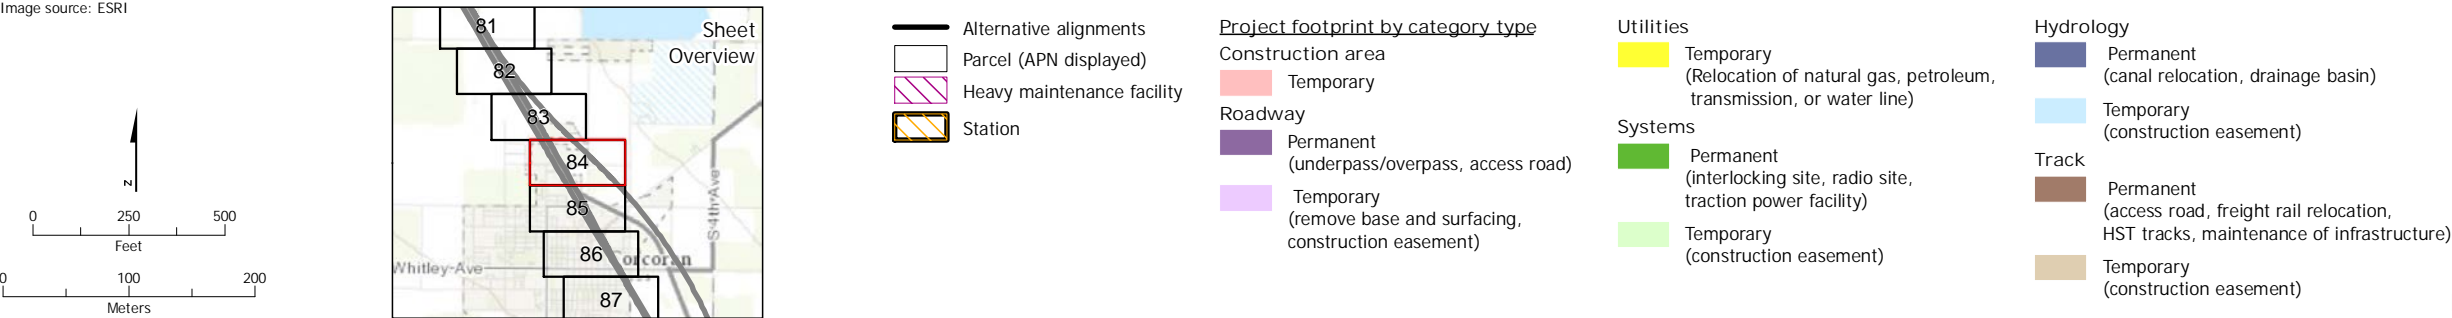 Image source: ESRI
N
0 250 500
Feet
0 100 200
Meters
Sheet
Overview
81
82
83
84
85
86
87
S 4th Ave
Whitley-Ave
Corcoran
Alternative alignments
Parcel (APN displayed)
Heavy maintenance facility
Station
Project footprint by category type
Construction area
Temporary
Roadway
Permanent
(underpass/overpass, access road)
Temporary
(remove base and surfacing,
construction easement)
Utilities
Temporary
(Relocation of natural gas, petroleum,
transmission, or water line)
Systems
Permanent
(interlocking site, radio site,
traction power facility)
Temporary
(construction easement)
Hydrology
Permanent
(canal relocation, drainage basin)
Temporary
(construction easement)
Track
Permanent
(access road, freight rail relocation,
HST tracks, maintenance of infrastructure)
Temporary
(construction easement)